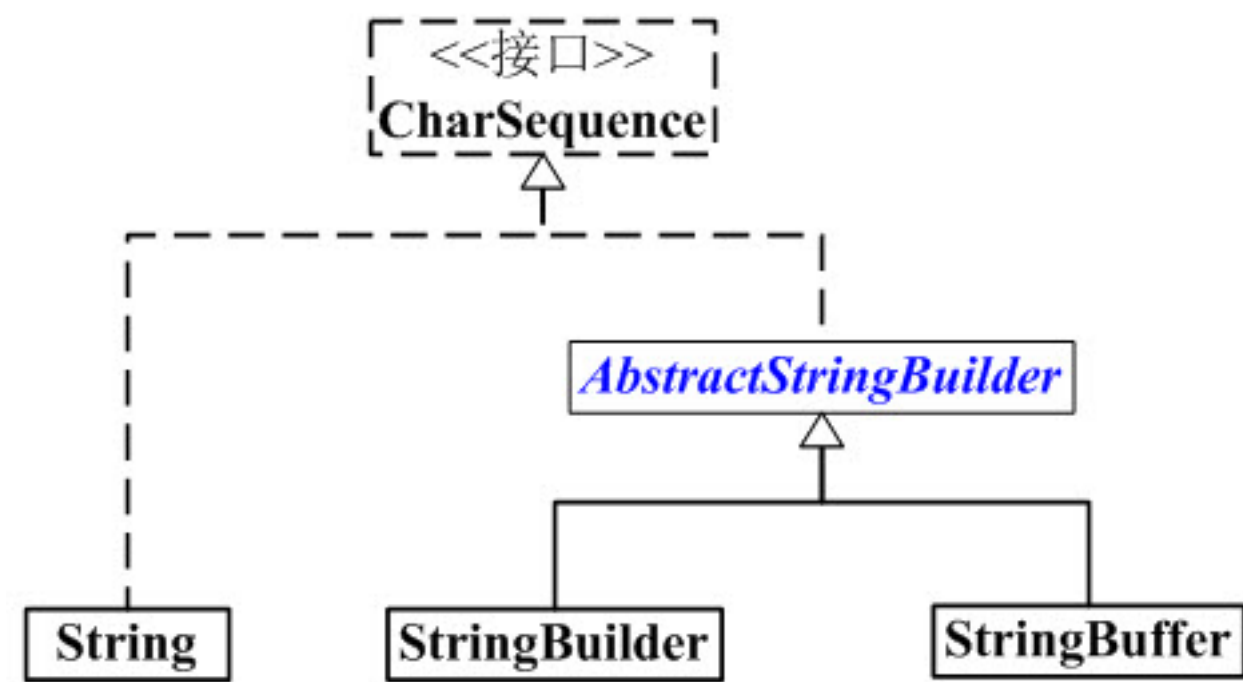 <<接口>>
CharSequence
AbstractStringBuilder
String
StringBuilder
StringBuffer